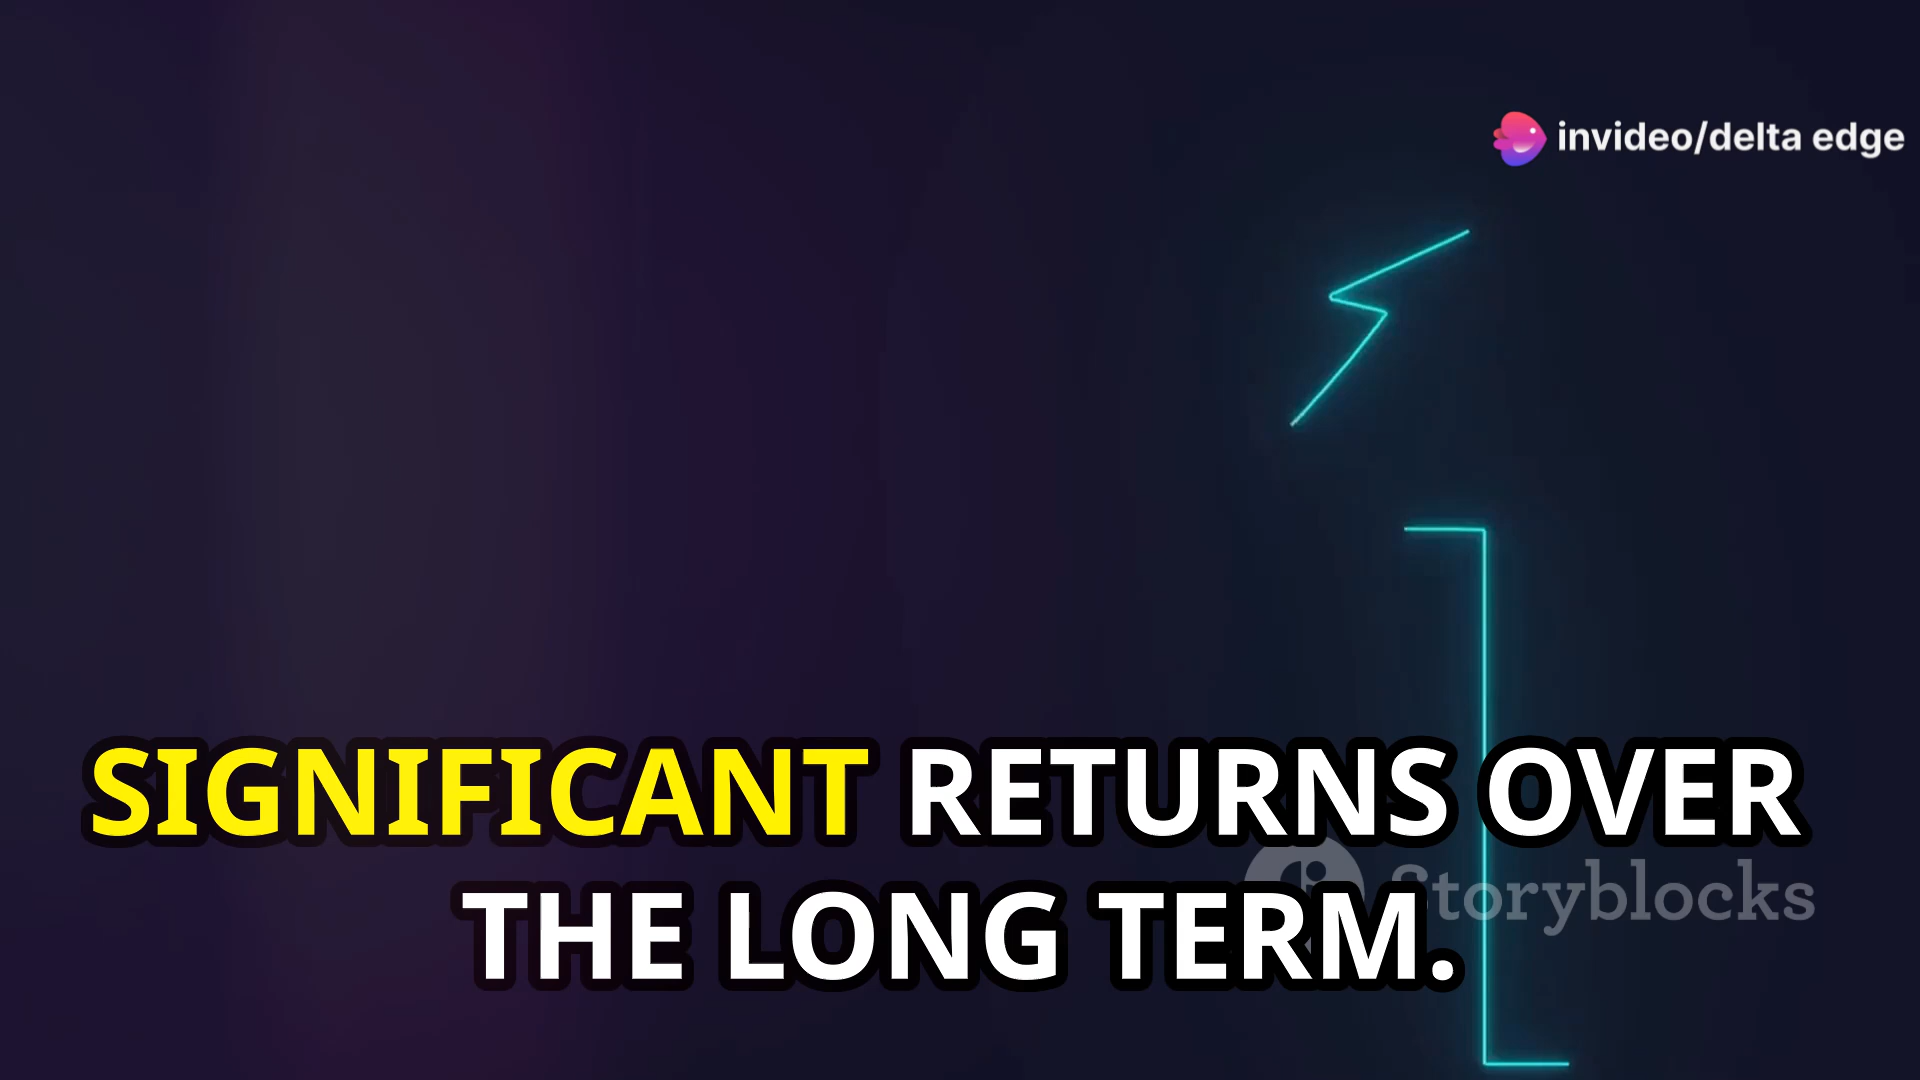 invideo/delta edge
SIGNIFICANT RETURNS OVER
THE LONG TERM.
Storyblocks